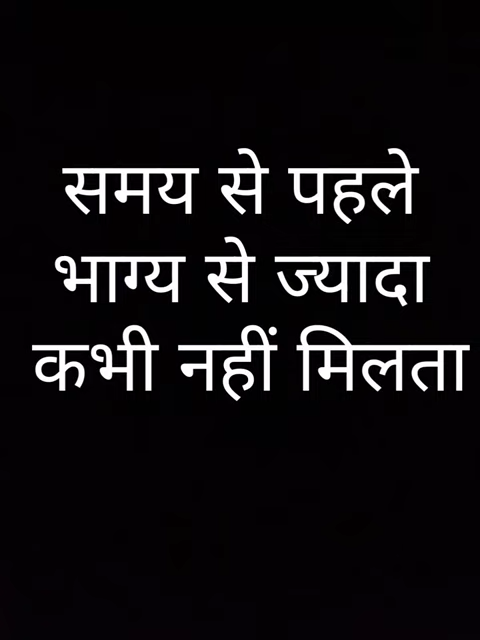 समय से पहले
भाग्य से ज्यादा
कभी नहीं मिलता